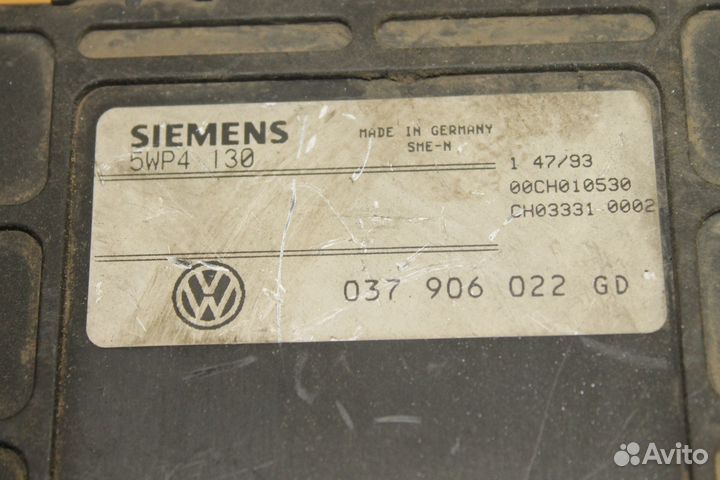 SIEMENS
5WP4 130
MADE IN GERMANY
SME-N
1 47/93
00CH010530
CH03331 0002
037 906 022 GD
Avito